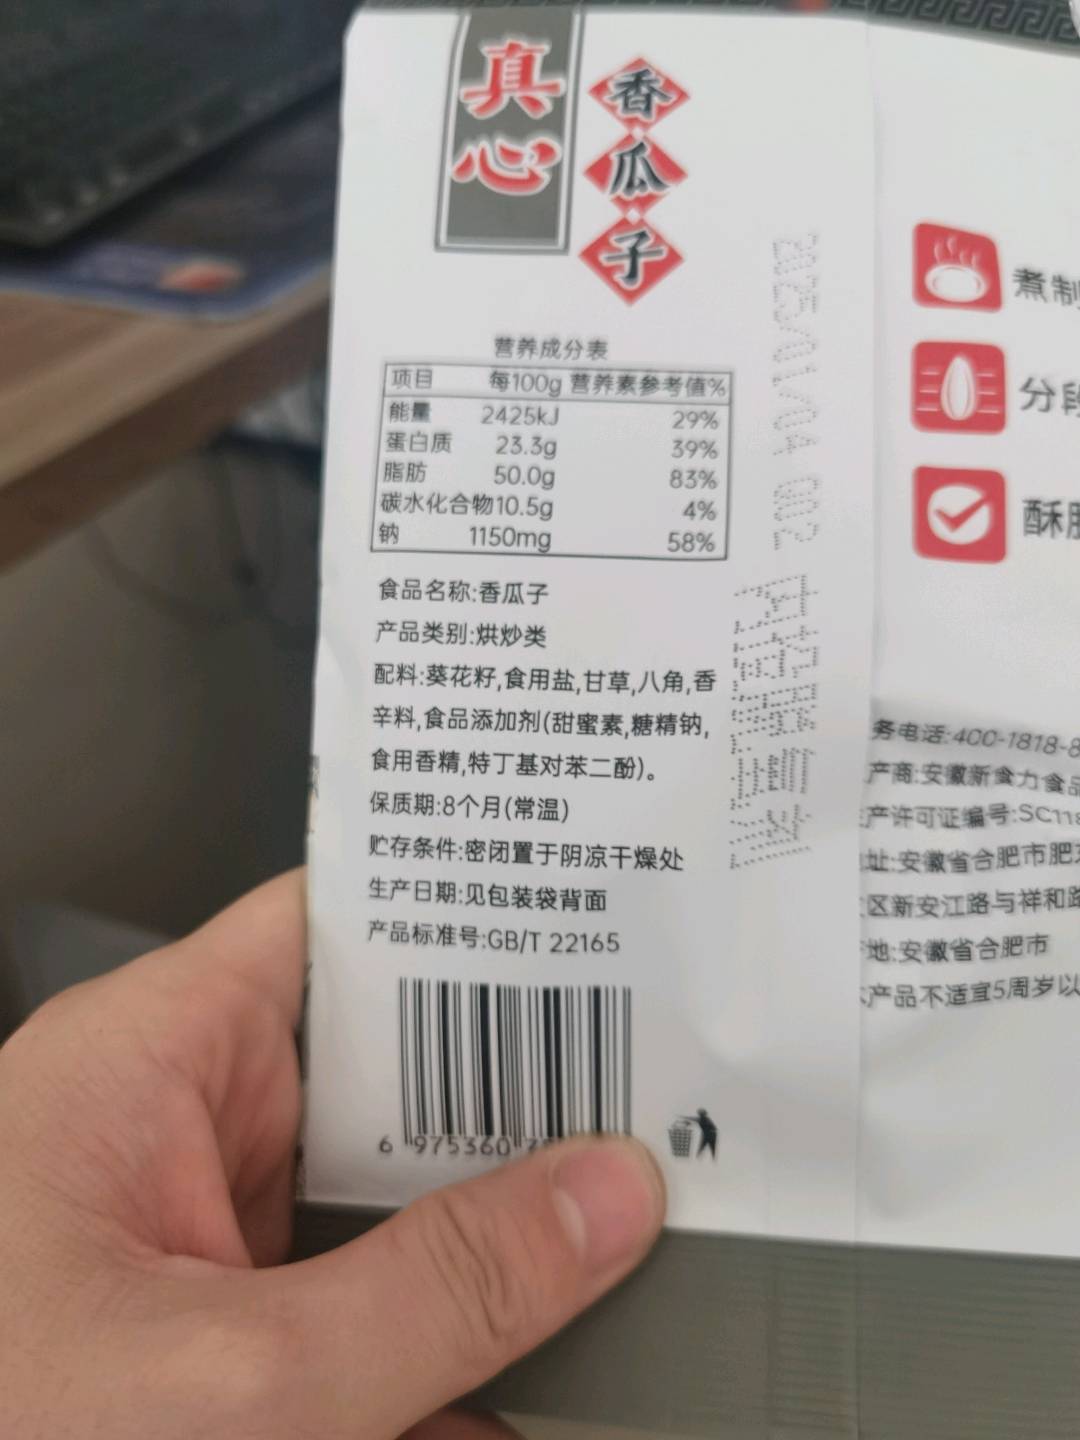 真心
香瓜子
营养成分表
项目 每100g 营养素参考值%
能量 2425kJ 29%
蛋白质 23.3g 39%
脂肪 50.0g 83%
碳水化合物 10.5g 4%
钠 1150mg 58%
食品名称:香瓜子
产品类别:烘炒类
配料:葵花籽,食用盐,甘草,八角,香
辛料,食品添加剂(甜蜜素,糖精钠,
食用香精,特丁基对苯二酚)。
保质期:8个月(常温)
贮存条件:密闭置于阴凉干燥处
生产日期:见包装袋背面
产品标准号:GB/T 22165
6 975360
2025/01/04 002
内含脱氧剂
煮制
分段
酥脆
务电话:400-1818-8
产商:安徽新食力食品
产许可证编号:SC118
址:安徽省合肥市肥东
区新安江路与祥和路
地:安徽省合肥市
产品不适宜5周岁以